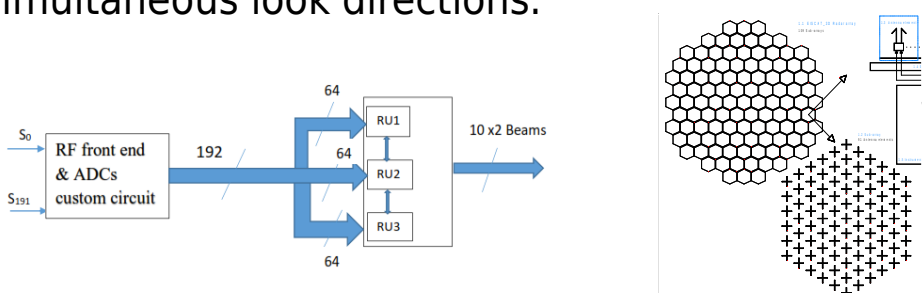 imultaneous look directions.
64
RU1
10 x2 Beams
S0
192
RF front end
& ADCs
custom circuit
64
RU2
S191
RU3
64